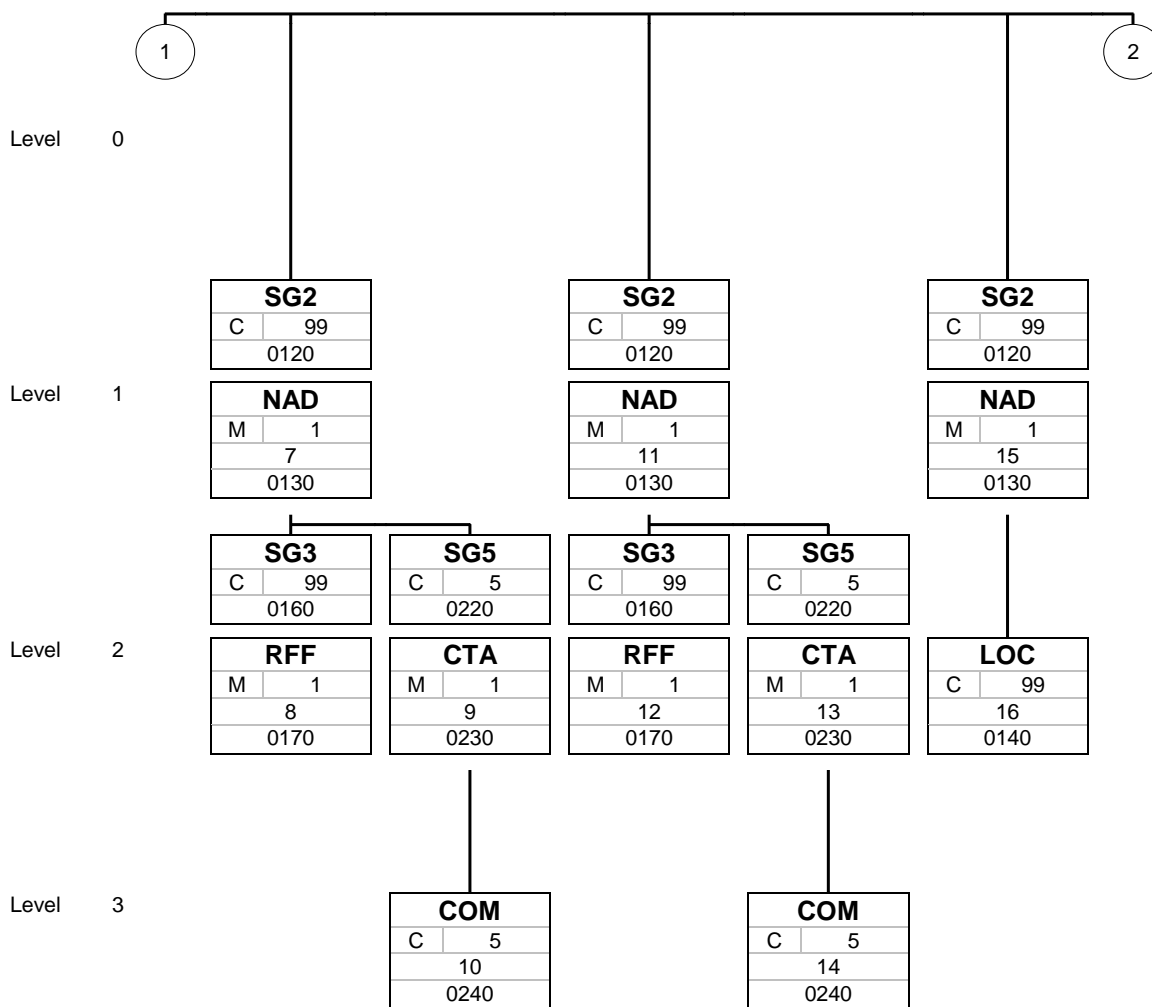 1 2
Level 0
SG2 SG2 SG2
C 99 C 99 C 99
0120 0120 0120
Level 1
NAD NAD NAD
M 1 M 1 M 1
7 11 15
0130 0130 0130
SG3 SG5 SG3 SG5
C 99 C 5 C 99 C 5
0160 0220 0160 0220
Level 2
RFF CTA RFF CTA LOC
M 1 M 1 M 1 M 1 C 99
8 9 12 13 16
0170 0230 0170 0230 0140
Level 3
COM COM
C 5 C 5
10 14
0240 0240